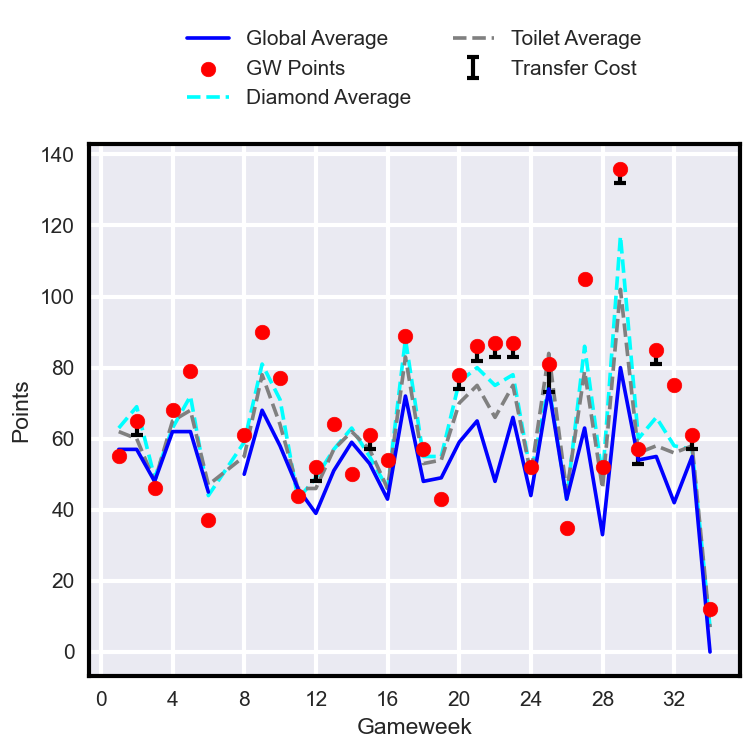 Global Average
GW Points
Diamond Average
Toilet Average
Transfer Cost
140
120
100
80
60
40
20
0
Points
0 4 8 12 16 20 24 28 32
Gameweek